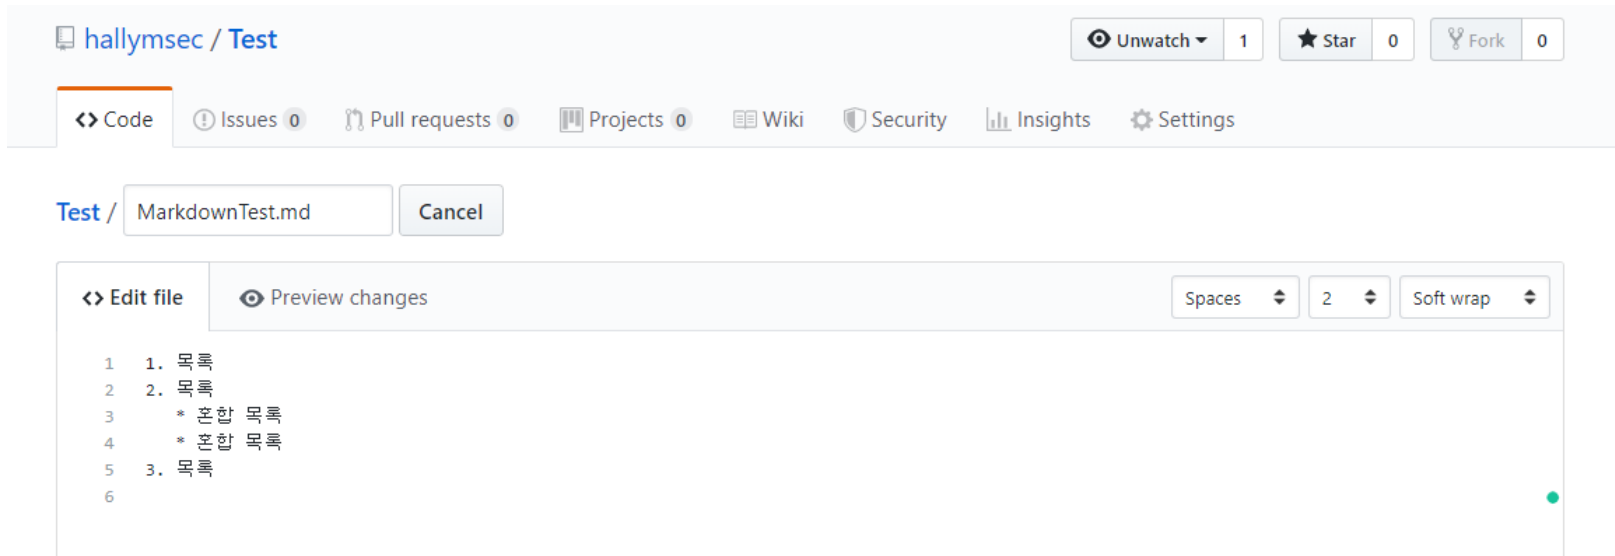 hallymsec / Test
Unwatch 1 Star 0 Fork 0
Code Issues 0 Pull requests 0 Projects 0 Wiki Security Insights Settings
Test / MarkdownTest.md Cancel
Edit file Preview changes Spaces 2 Soft wrap
1 1. 목록
2 2. 목록
3 * 혼합 목록
4 * 혼합 목록
5 3. 목록
6